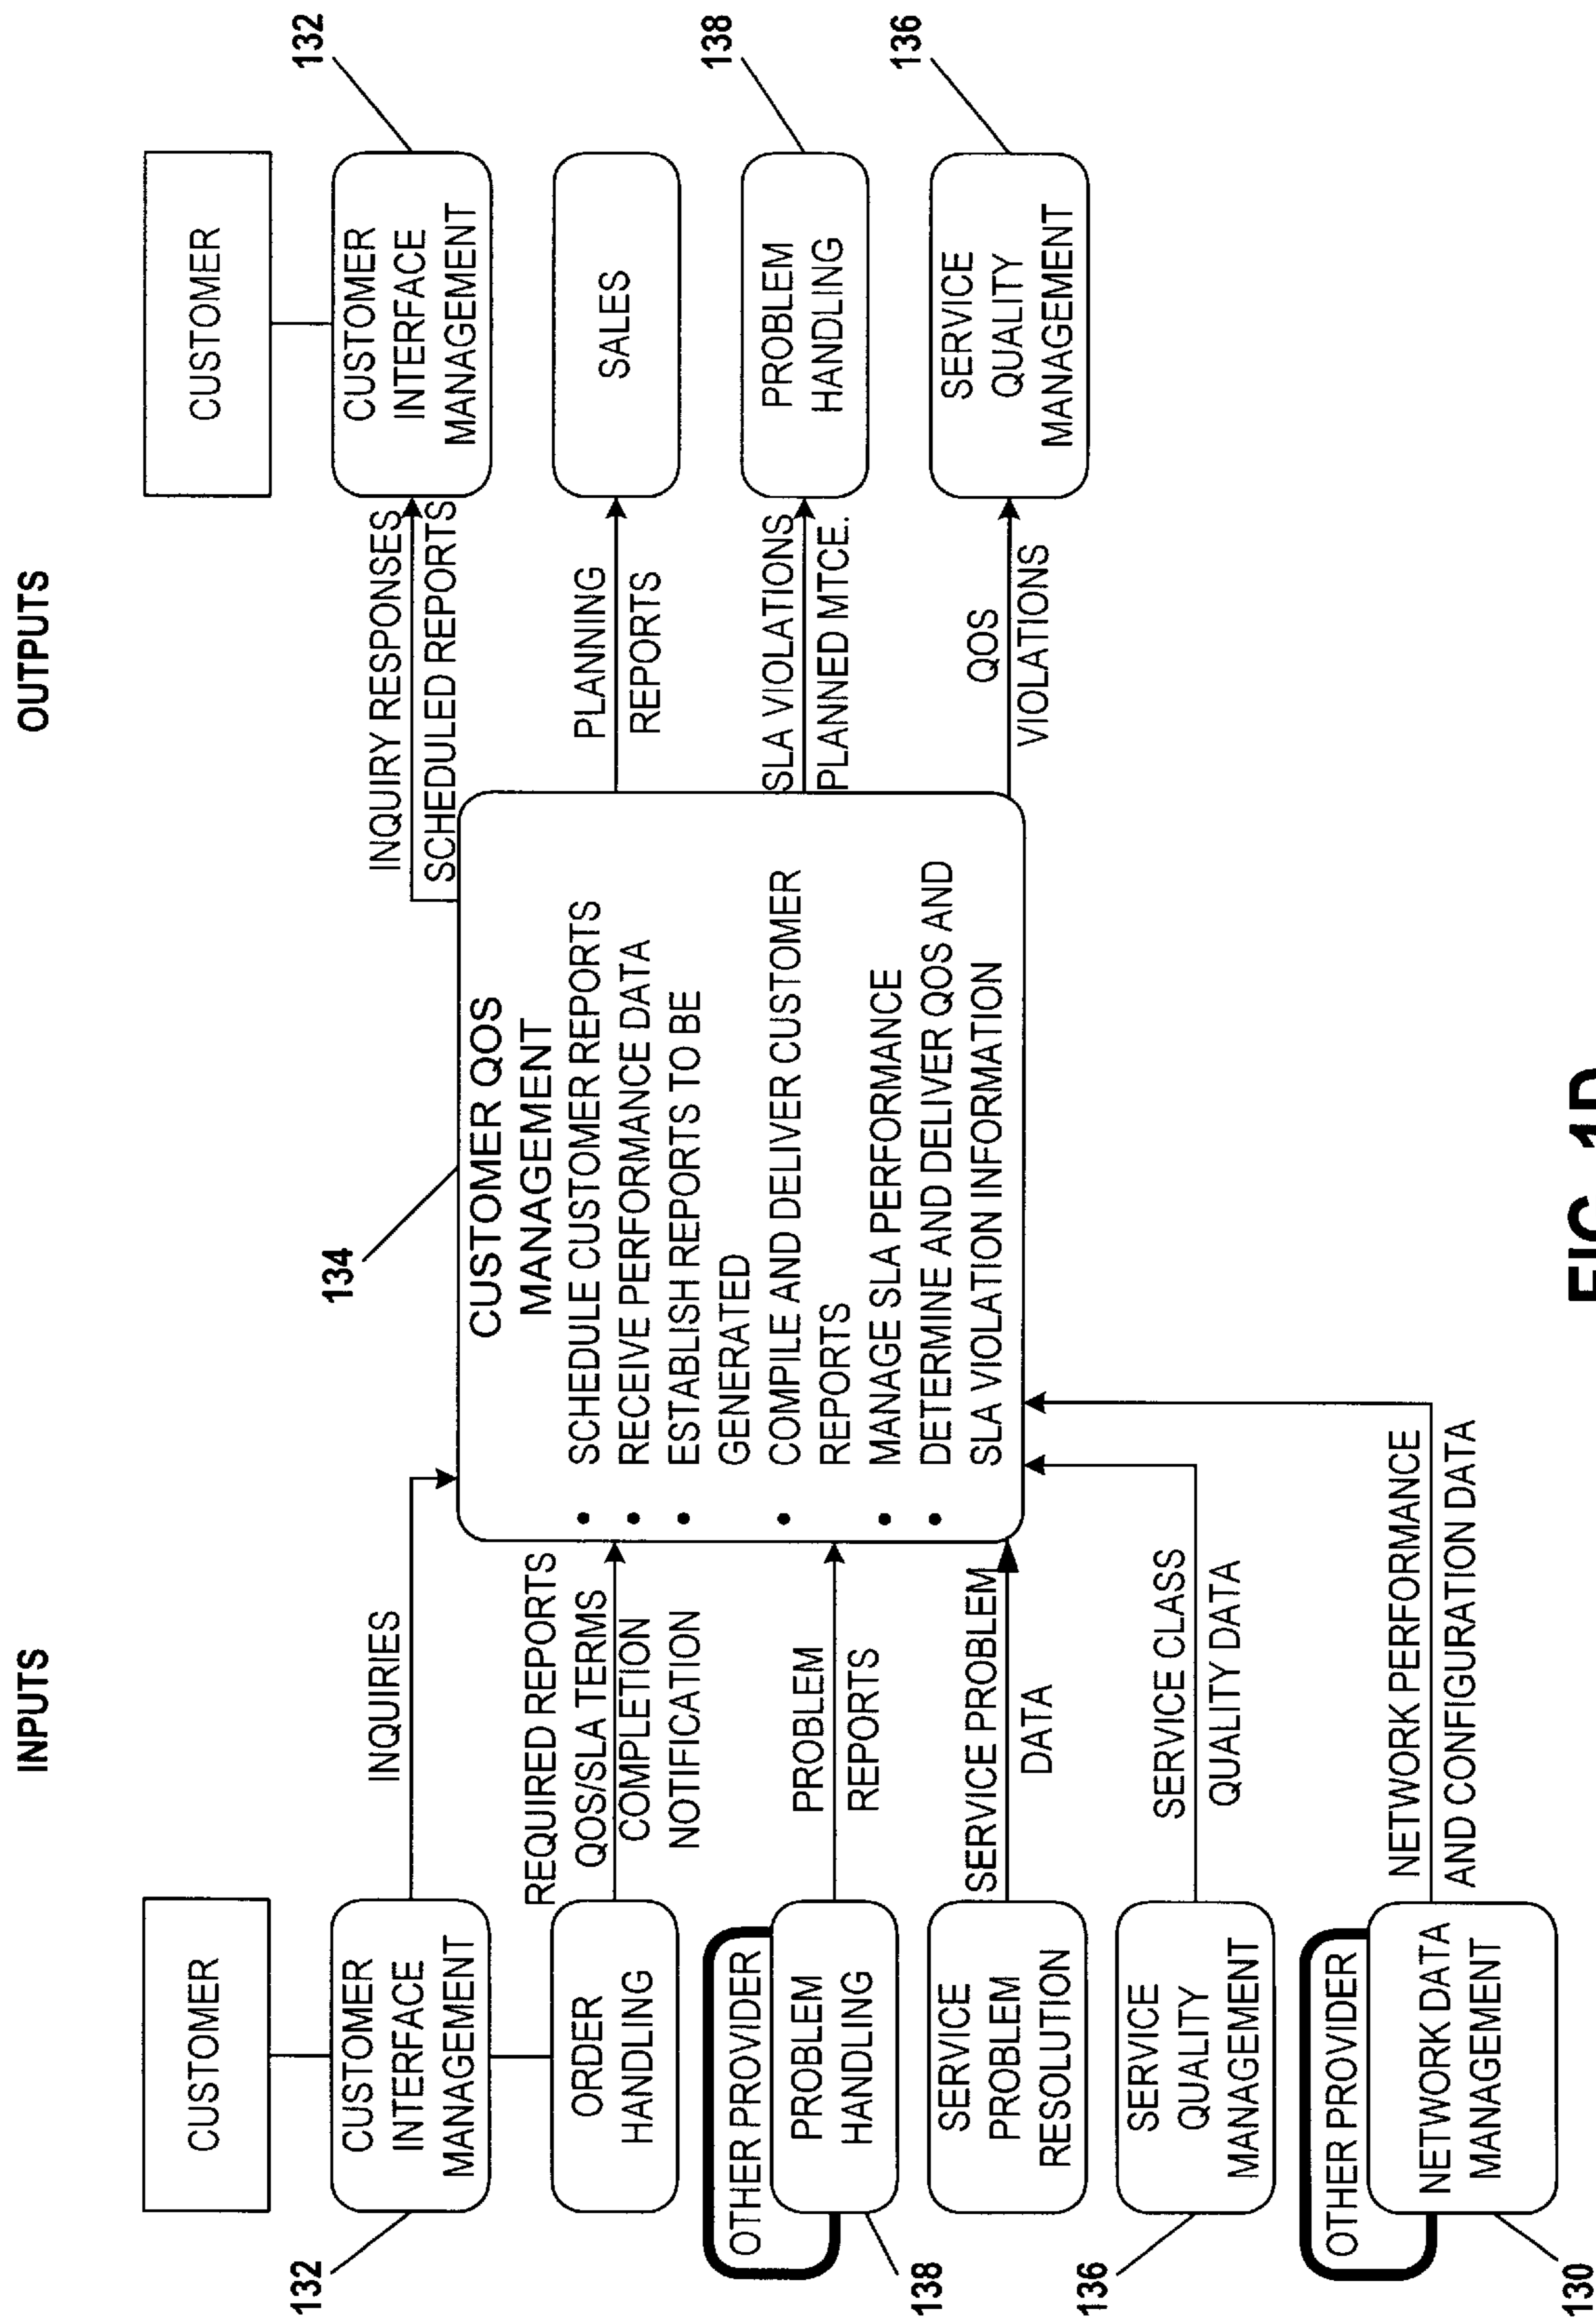 INPUTS
OUTPUTS
CUSTOMER
CUSTOMER
INTERFACE
MANAGEMENT
132
INQUIRIES
ORDER
HANDLING
REQUIRED REPORTS
QOS/SLA TERMS
COMPLETION
NOTIFICATION
OTHER PROVIDER
PROBLEM
HANDLING
138
PROBLEM
REPORTS
SERVICE
PROBLEM
RESOLUTION
SERVICE PROBLEM
DATA
SERVICE
QUALITY
MANAGEMENT
136
SERVICE CLASS
QUALITY DATA
OTHER PROVIDER
NETWORK DATA
MANAGEMENT
130
NETWORK PERFORMANCE
AND CONFIGURATION DATA
134
CUSTOMER QOS
MANAGEMENT
• SCHEDULE CUSTOMER REPORTS
• RECEIVE PERFORMANCE DATA
• ESTABLISH REPORTS TO BE
GENERATED
• COMPILE AND DELIVER CUSTOMER
REPORTS
• MANAGE SLA PERFORMANCE
• DETERMINE AND DELIVER QOS AND
SLA VIOLATION INFORMATION
INQUIRY RESPONSES
SCHEDULED REPORTS
PLANNING
REPORTS
SLA VIOLATIONS
PLANNED MTCE.
QOS
VIOLATIONS
CUSTOMER
CUSTOMER
INTERFACE
MANAGEMENT
132
SALES
PROBLEM
HANDLING
138
SERVICE
QUALITY
MANAGEMENT
136